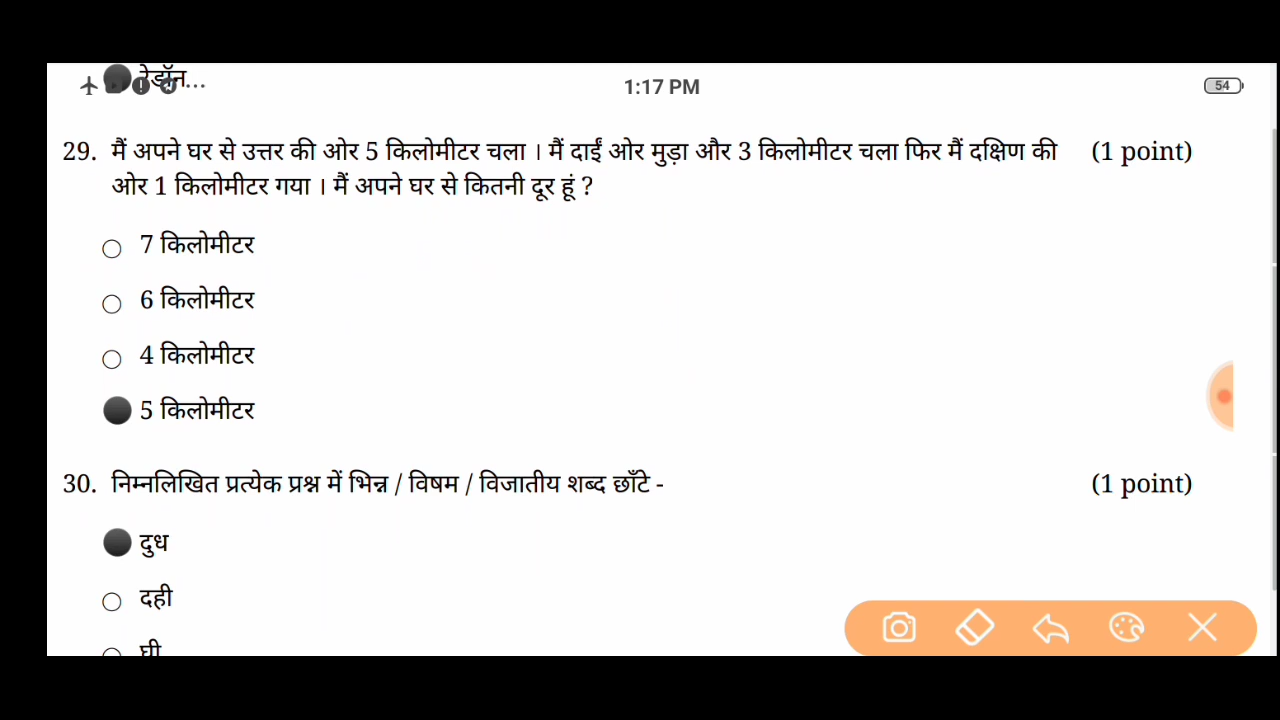 रेडॉन...
1:17 PM
54
29. मैं अपने घर से उत्तर की ओर 5 किलोमीटर चला । मैं दाईं ओर मुड़ा और 3 किलोमीटर चला फिर मैं दक्षिण की (1 point)
ओर 1 किलोमीटर गया । मैं अपने घर से कितनी दूर हूं ?
7 किलोमीटर
6 किलोमीटर
4 किलोमीटर
5 किलोमीटर
30. निम्नलिखित प्रत्येक प्रश्न में भिन्न / विषम / विजातीय शब्द छाँटे - (1 point)
दुध
दही
घी